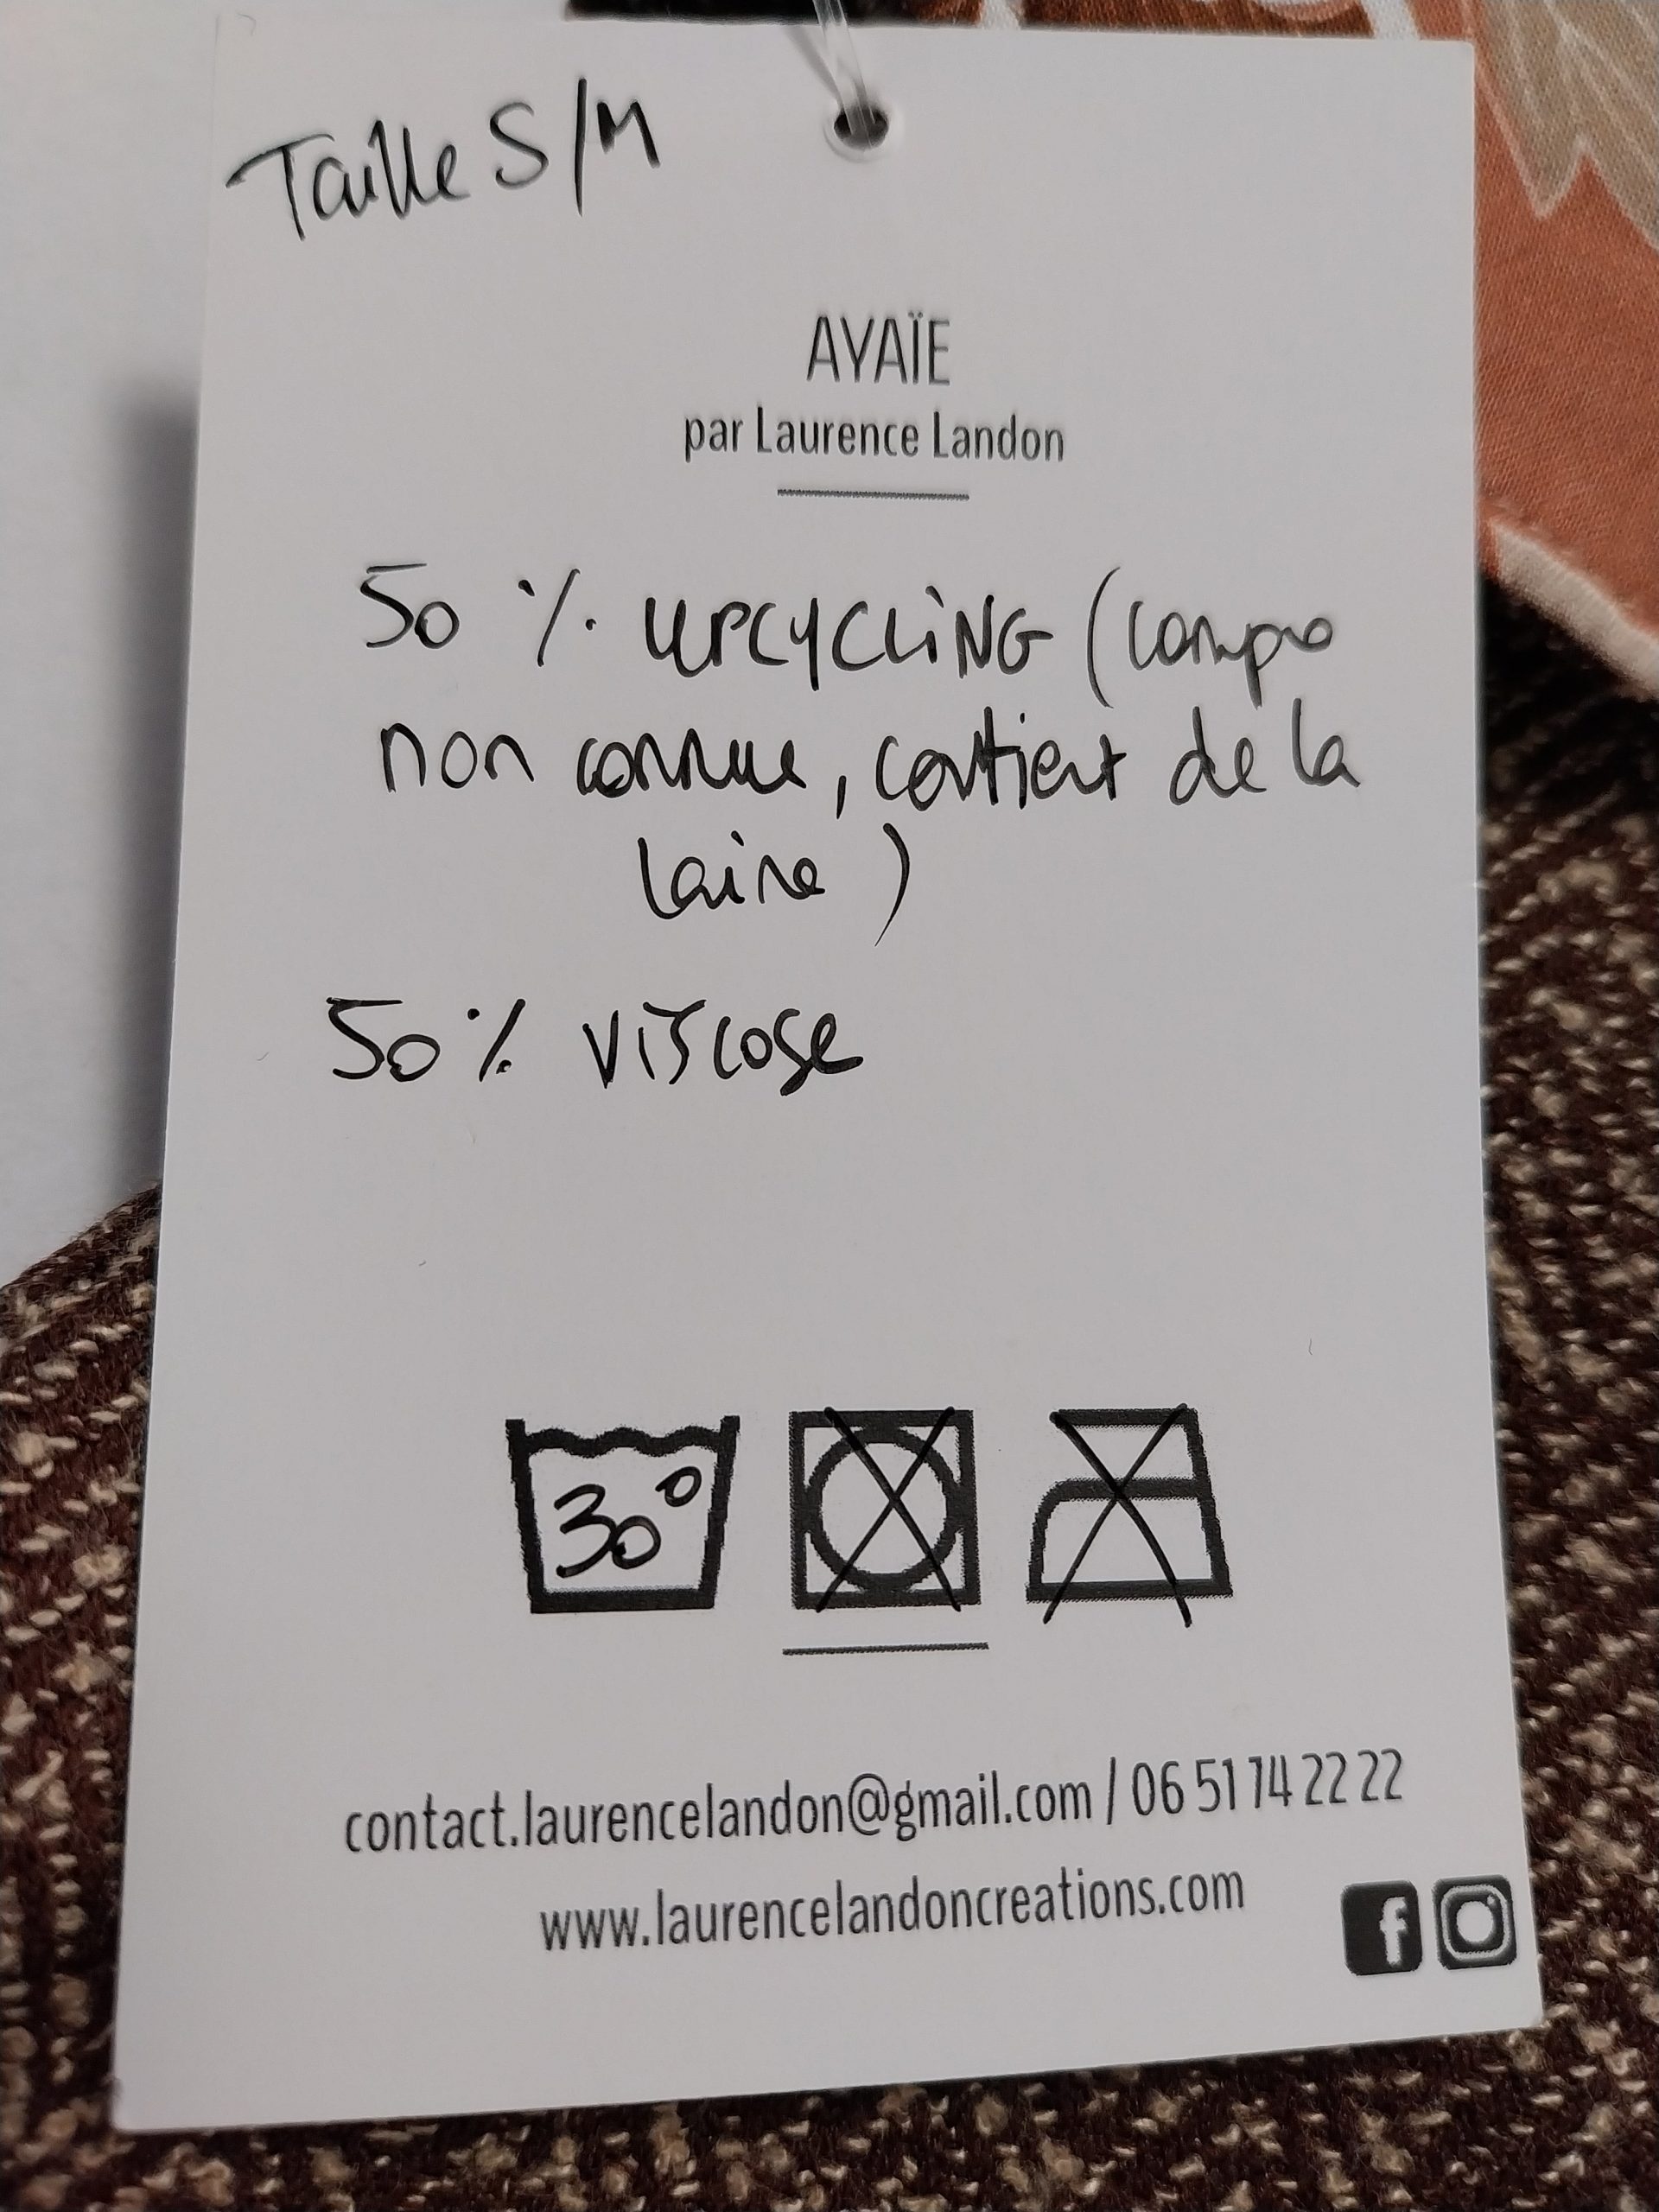 Taille S/M
AYAÏE
par Laurence Landon
50 % UPCYCLING (compo
non connue, contient de la
laine)
50 % viscose
30°
contact.laurencelandon@gmail.com / 06 51 74 22 22
www.laurencelandoncreations.com